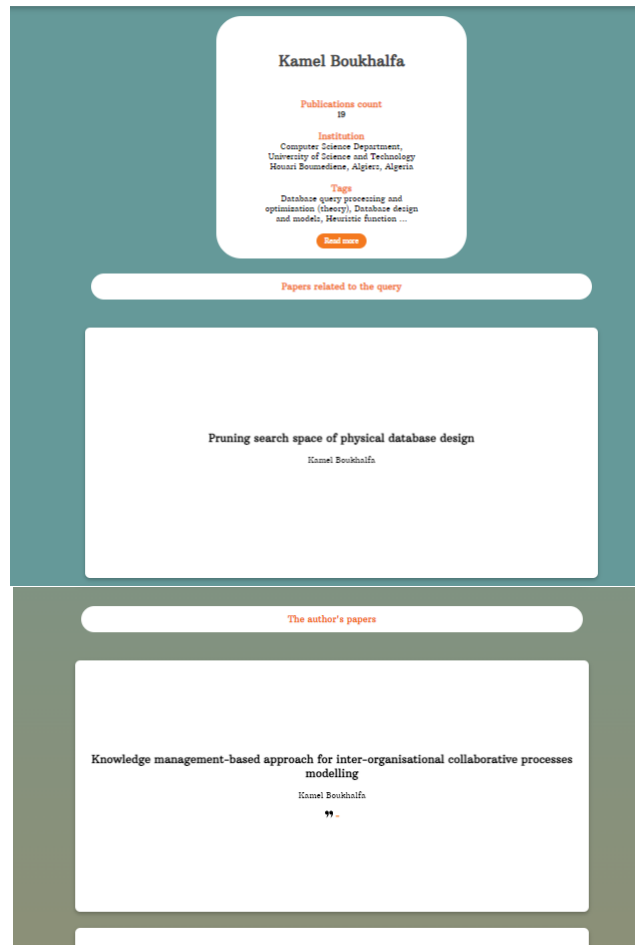 Kamel Boukhalfa
Publications count
19
Institution
Computer Science Department,
University of Science and Technology
Houari Boumediene, Algiers, Algeria
Tags
Database query processing and
optimization (theory), Database design
and models, Heuristic function ...
Read more
Papers related to the query
Pruning search space of physical database design
Kamel Boukhalfa
The author's papers
Knowledge management-based approach for inter-organisational collaborative processes
modelling
Kamel Boukhalfa
❞ -